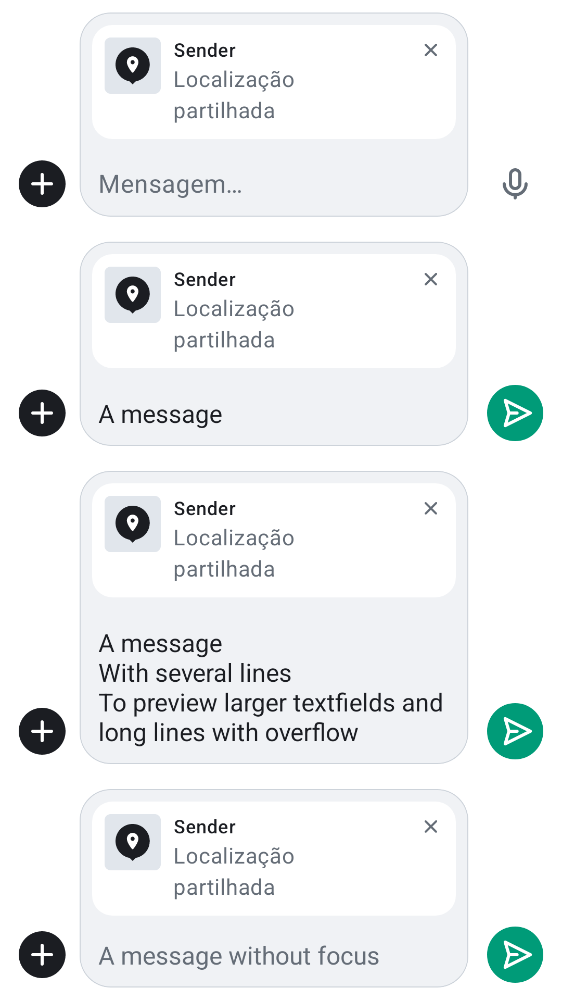 Sender
Localização
partilhada
Mensagem…
Sender
Localização
partilhada
A message
Sender
Localização
partilhada
A message
With several lines
To preview larger textfields and
long lines with overflow
Sender
Localização
partilhada
A message without focus